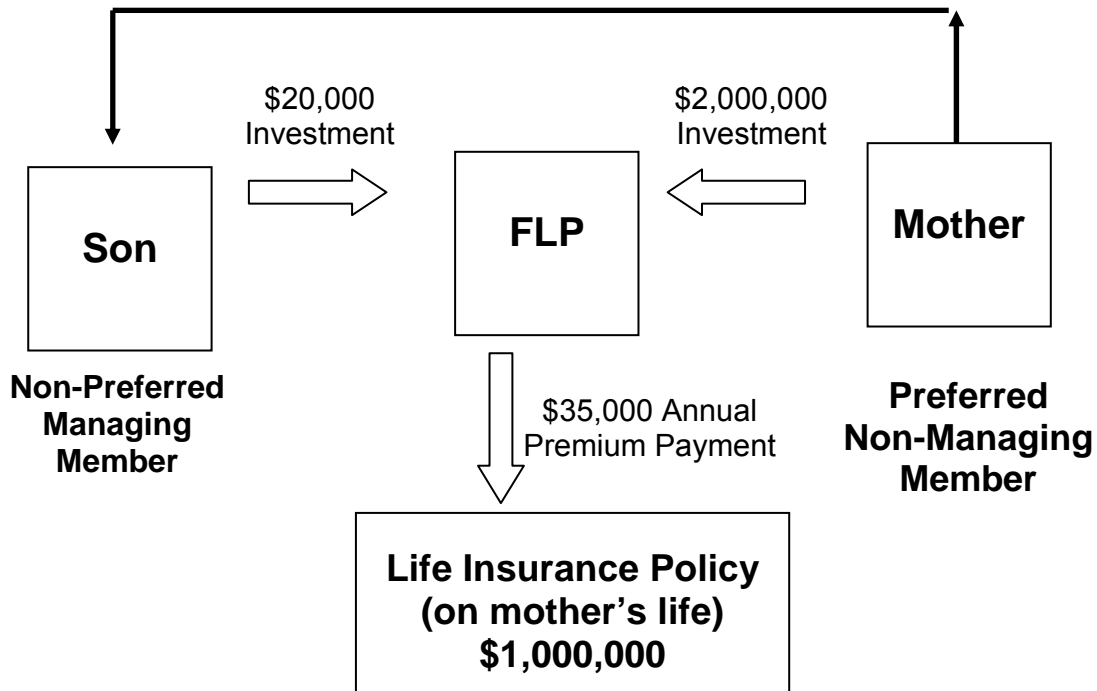 $20,000
Investment
$2,000,000
Investment
Son
FLP
Mother
Non-Preferred
Managing
Member
$35,000 Annual
Premium Payment
Preferred
Non-Managing
Member
Life Insurance Policy
(on mother’s life)
$1,000,000